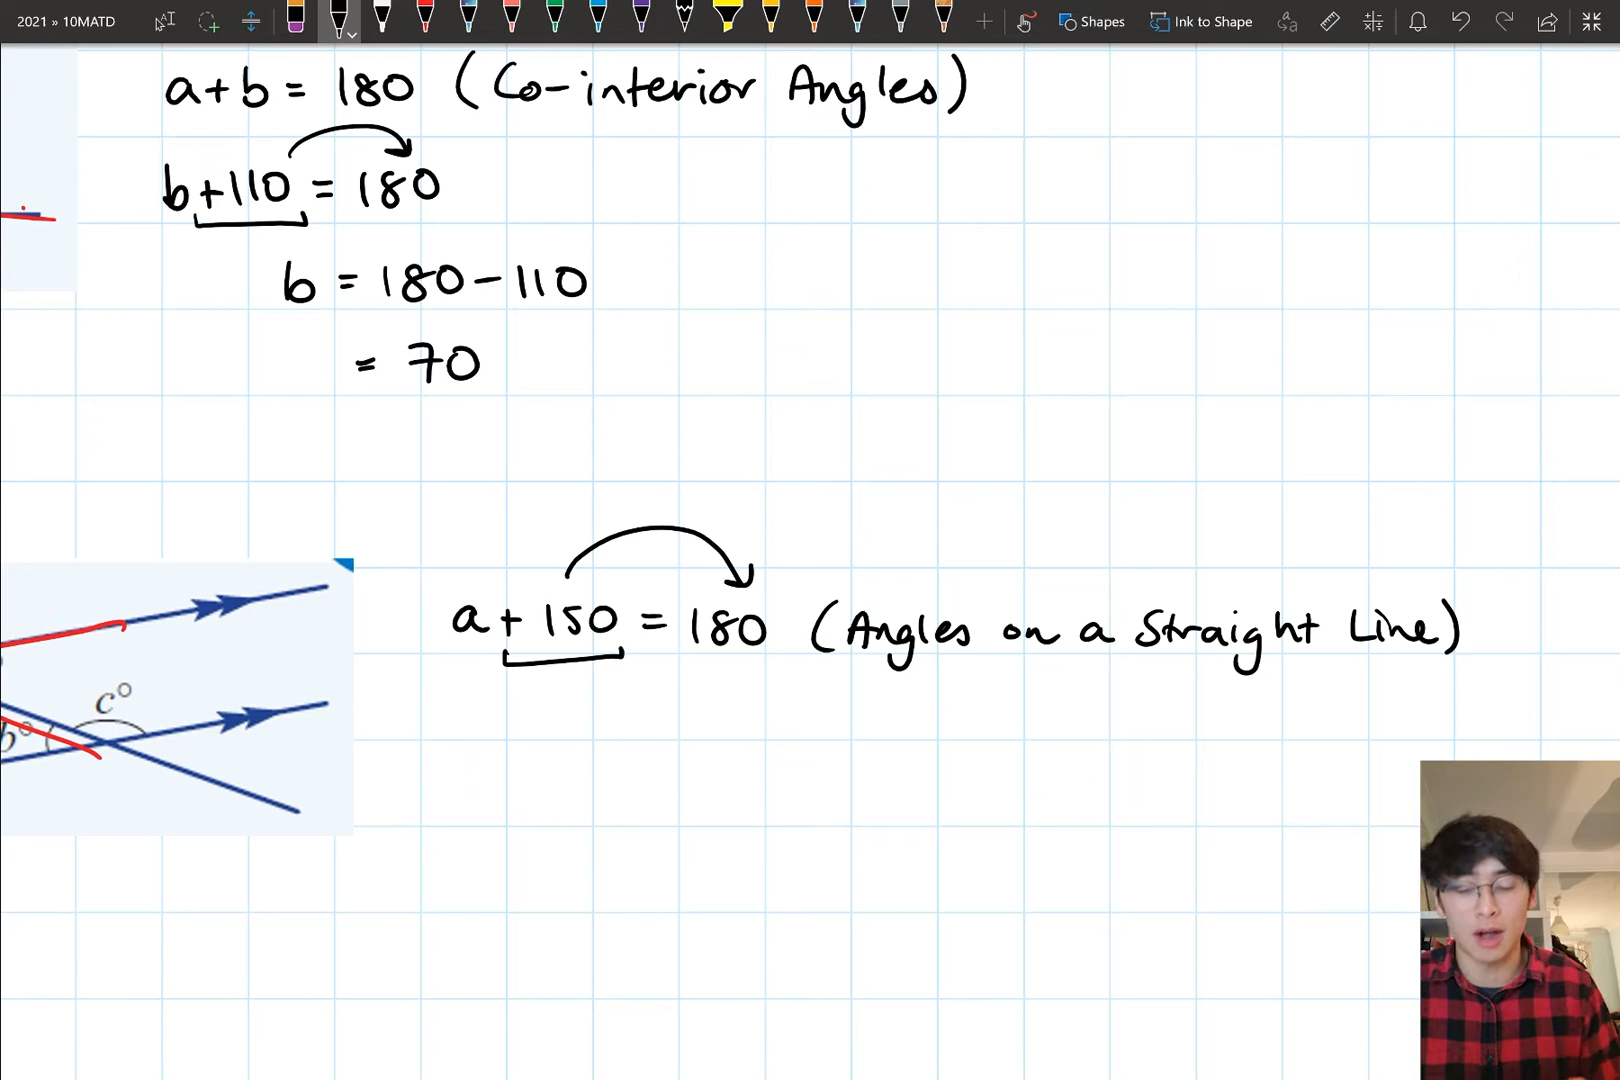 2021 » 10MATD
Shapes
Ink to Shape
a+b = 180 (Co-interior Angles)
b+110 = 180
b = 180-110
= 70
a + 150 = 180 (Angles on a Straight Line)
c°
b°